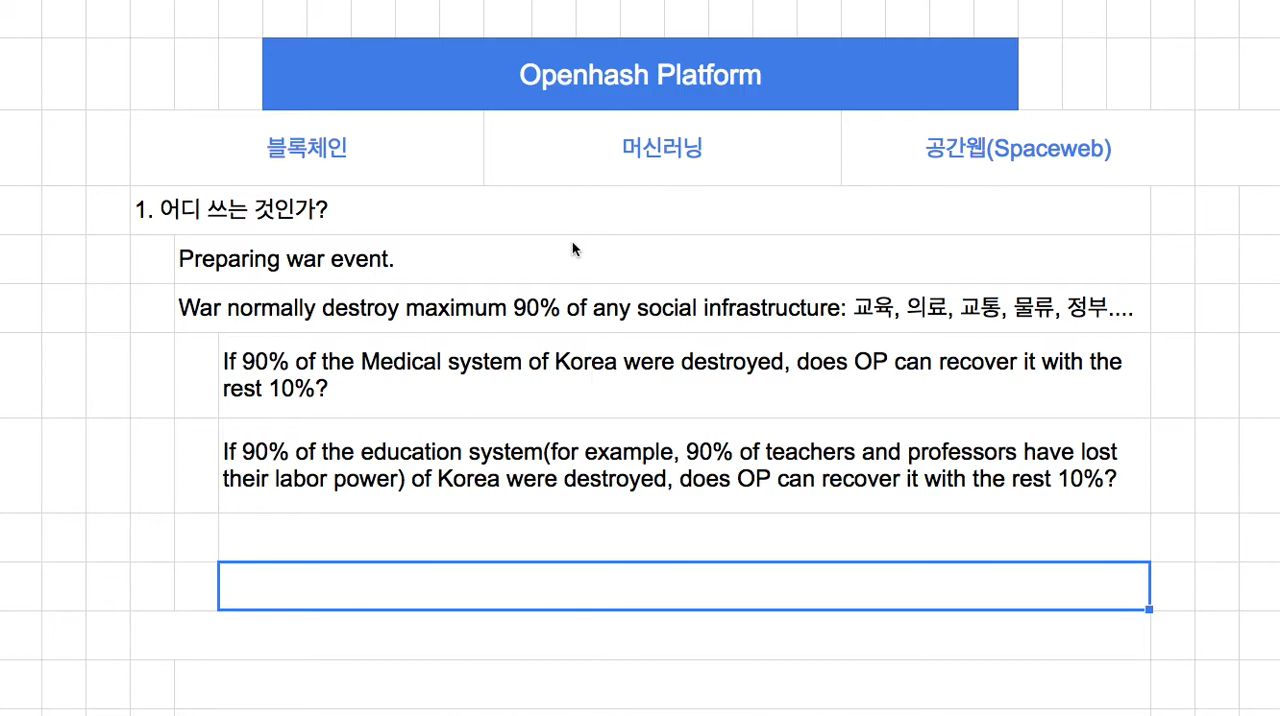 Openhash Platform
블록체인
머신러닝
공간웹(Spaceweb)
1. 어디 쓰는 것인가?
Preparing war event.
War normally destroy maximum 90% of any social infrastructure: 교육, 의료, 교통, 물류, 정부....
If 90% of the Medical system of Korea were destroyed, does OP can recover it with the
rest 10%?
If 90% of the education system(for example, 90% of teachers and professors have lost
their labor power) of Korea were destroyed, does OP can recover it with the rest 10%?